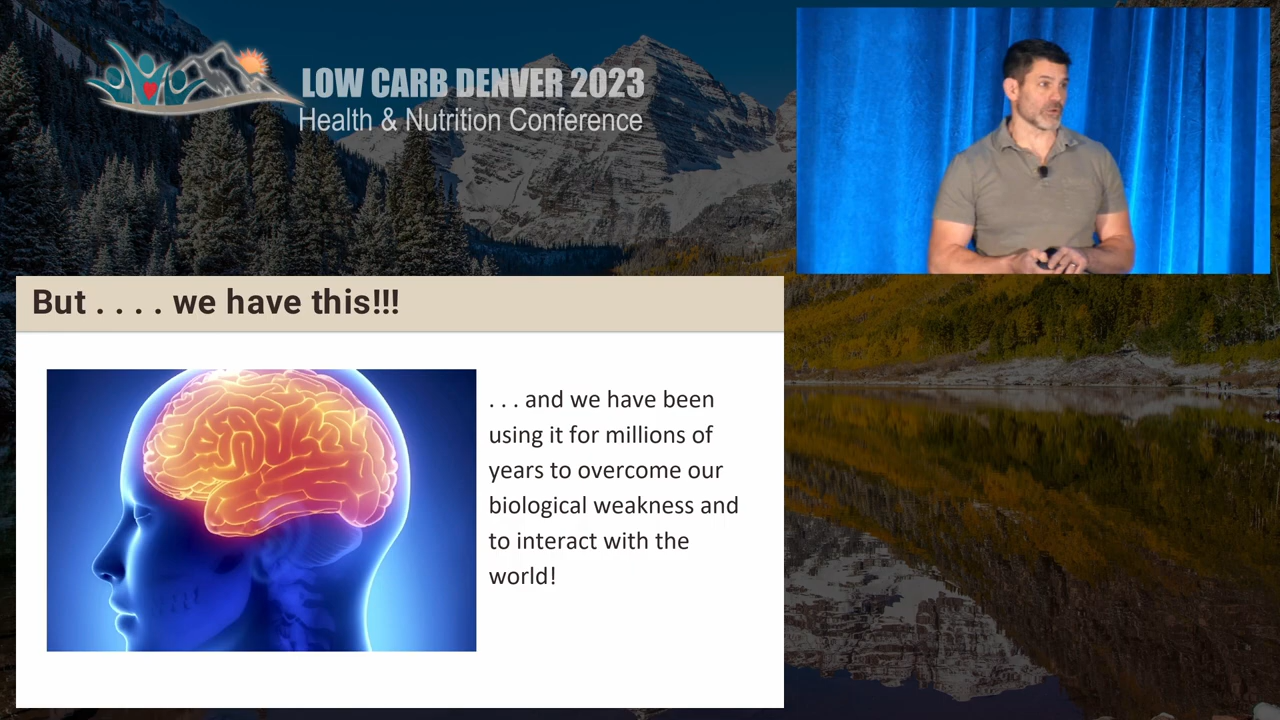 LOW CARB DENVER 2023
Health & Nutrition Conference
But . . . . we have this!!!
. . . and we have been
using it for millions of
years to overcome our
biological weakness and
to interact with the
world!